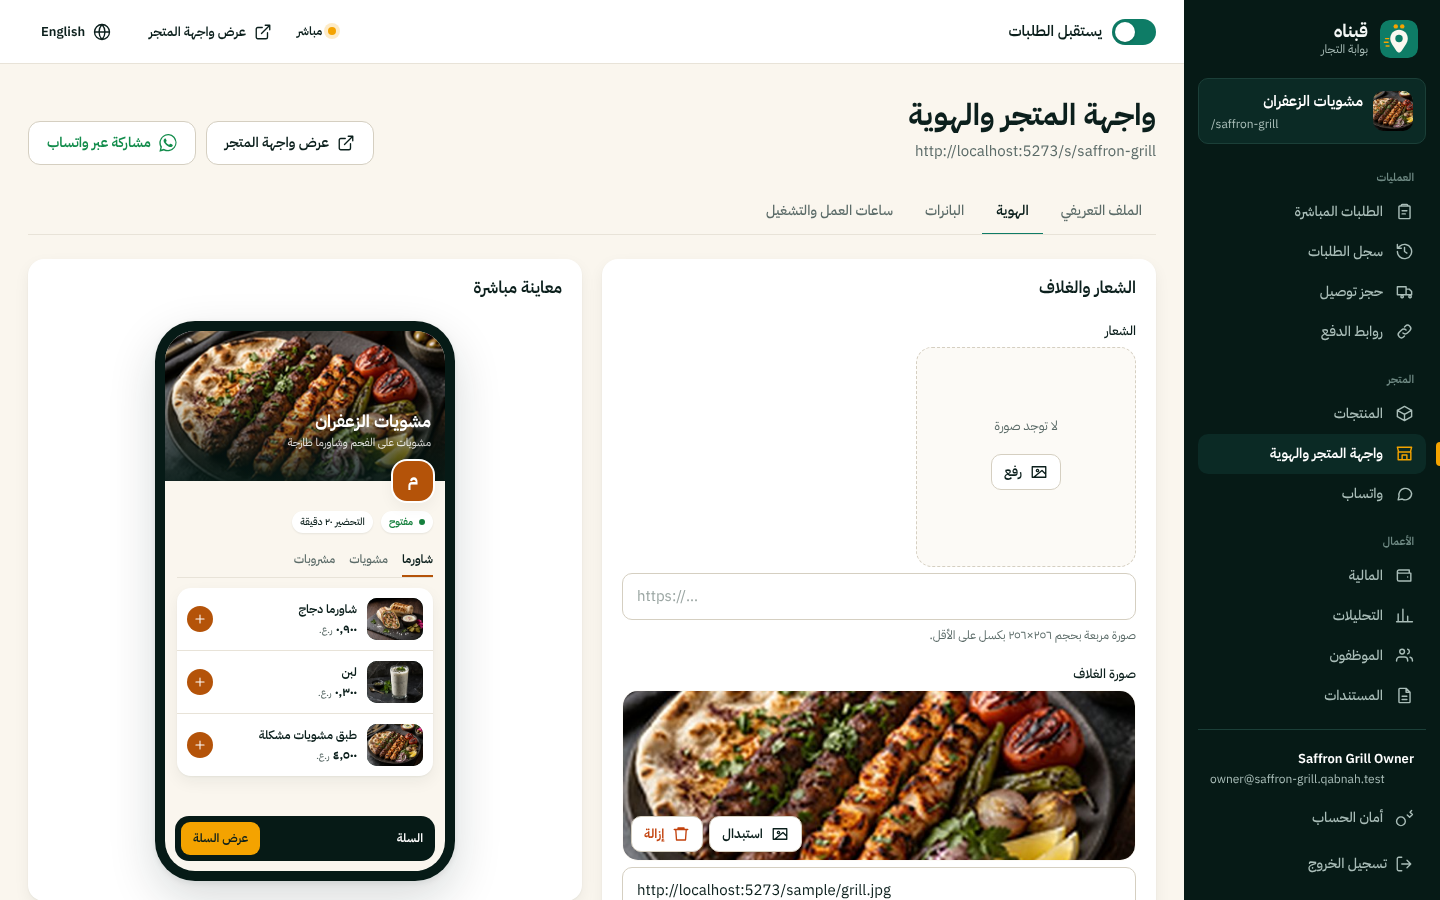 قبناه
بوابة التجار
مشويات الزعفران
/saffron-grill
العمليات
الطلبات المباشرة
سجل الطلبات
حجز توصيل
روابط الدفع
المتجر
المنتجات
واجهة المتجر والهوية
واتساب
الأعمال
المالية
التحليلات
الموظفون
المستندات
Saffron Grill Owner
owner@saffron-grill.qabnah.test
أمان الحساب
تسجيل الخروج
يستقبل الطلبات
مباشر
عرض واجهة المتجر
English
واجهة المتجر والهوية
http://localhost:5273/s/saffron-grill
عرض واجهة المتجر
مشاركة عبر واتساب
الملف التعريفي
الهوية
البانرات
ساعات العمل والتشغيل
الشعار والغلاف
الشعار
لا توجد صورة
رفع
https://...
صورة مربعة بحجم ٢٥٦×٢٥٦ بكسل على الأقل.
صورة الغلاف
استبدال
إزالة
http://localhost:5273/sample/grill.jpg
معاينة مباشرة
مشويات الزعفران
مشويات على الفحم وشاورما طازجة
م
مفتوح
التحضير ٢٠ دقيقة
شاورما
مشويات
مشروبات
شاورما دجاج
٠,٩٠٠ ر.ع.
لبن
٠,٣٠٠ ر.ع.
طبق مشويات مشكلة
٤,٥٠٠ ر.ع.
السلة
عرض السلة